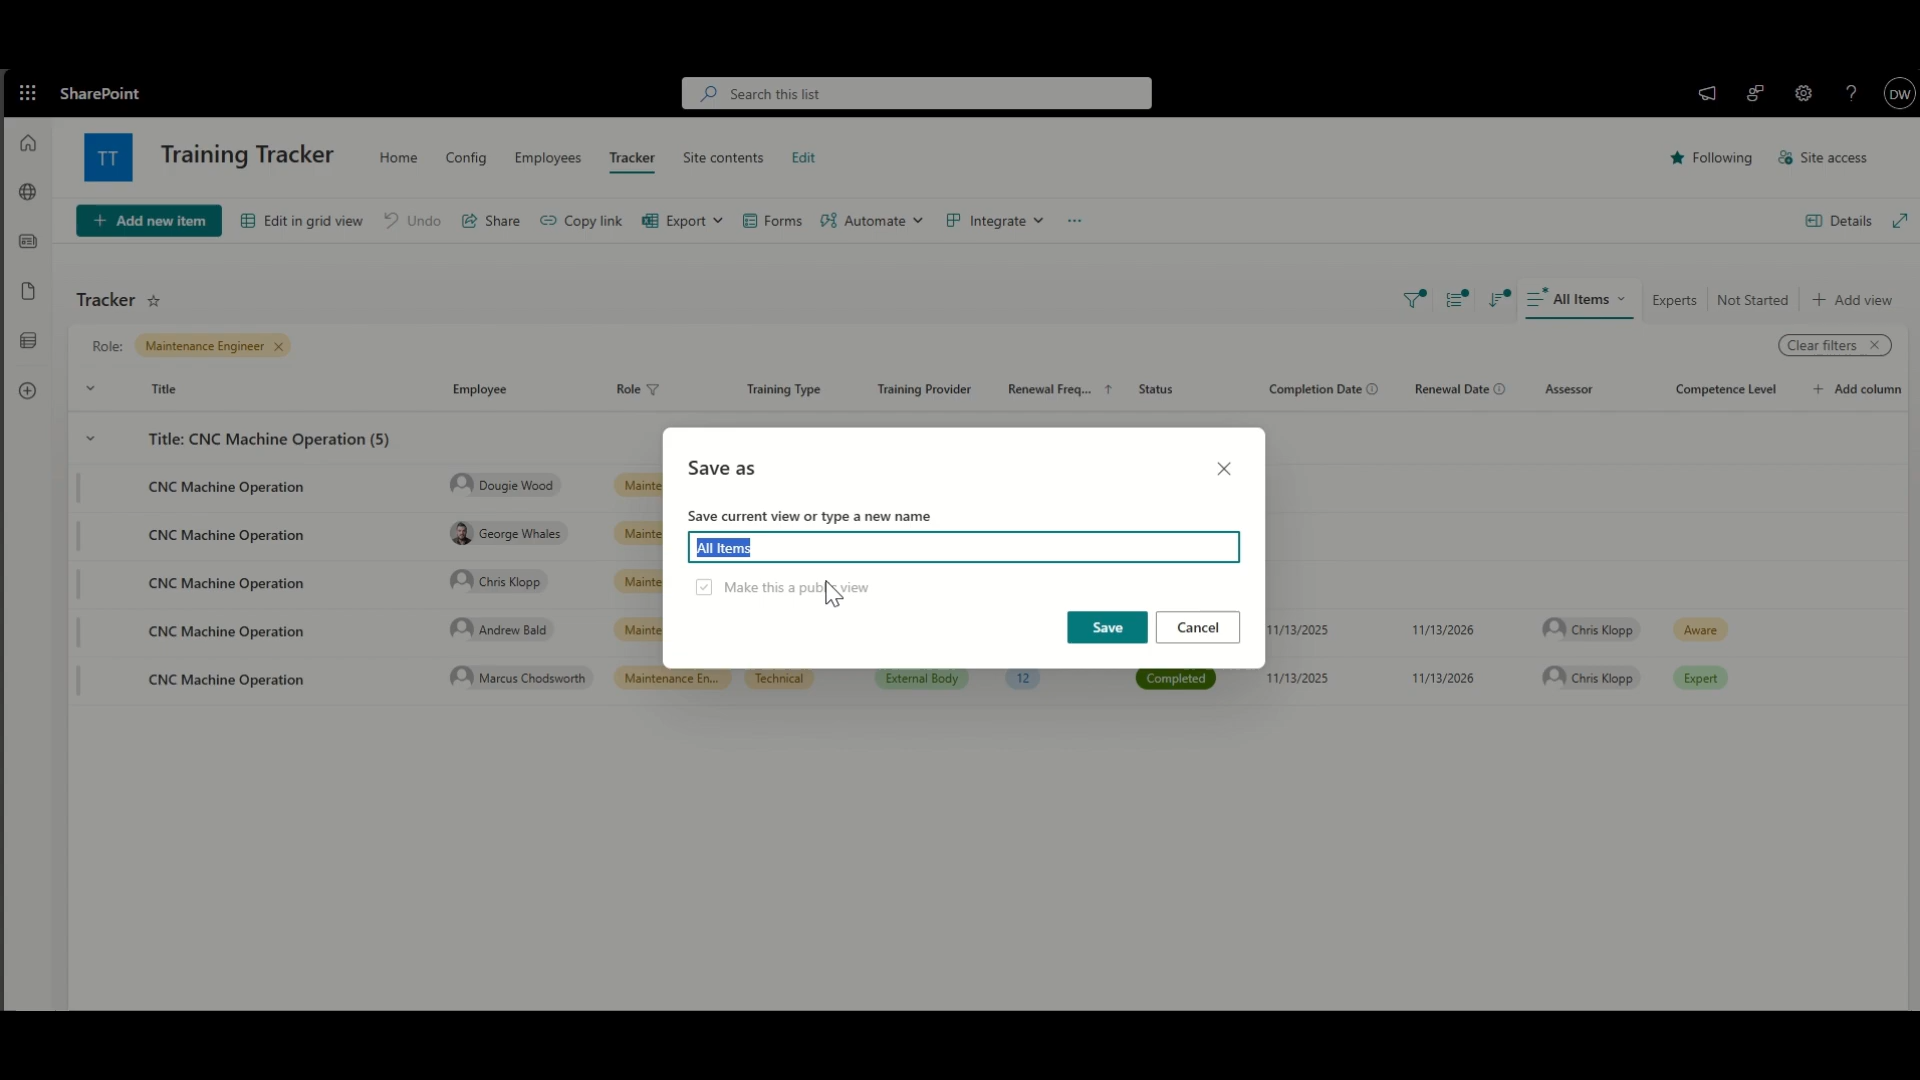 SharePoint
Search this list
DW
TT
Training Tracker
Home
Config
Employees
Tracker
Site contents
Edit
Following
Site access
Add new item
Edit in grid view
Undo
Share
Copy link
Export
Forms
Automate
Integrate
Details
Tracker
All Items
Experts
Not Started
Add view
Role:
Maintenance Engineer
Clear filters
Title
Employee
Role
Training Type
Training Provider
Renewal Freq...
Status
Completion Date
Renewal Date
Assessor
Competence Level
Add column
Title: CNC Machine Operation (5)
CNC Machine Operation
Dougie Wood
Mainte
CNC Machine Operation
George Whales
Mainte
CNC Machine Operation
Chris Klopp
Mainte
CNC Machine Operation
Andrew Bald
Mainte
11/13/2025
11/13/2026
Chris Klopp
Aware
CNC Machine Operation
Marcus Chodsworth
Maintenance En...
Technical
External Body
12
Completed
11/13/2025
11/13/2026
Chris Klopp
Expert
Save as
Save current view or type a new name
All Items
Make this a public view
Save
Cancel